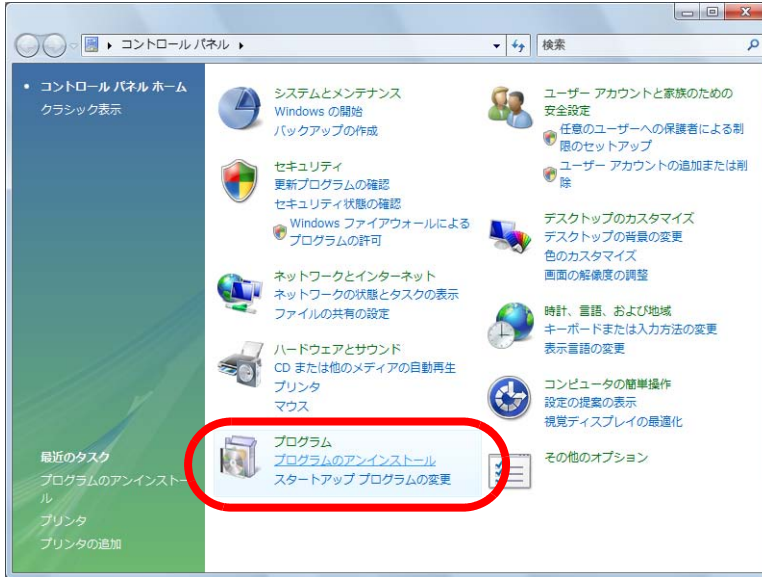 コントロール パネル
検索
コントロール パネル ホーム
クラシック表示
システムとメンテナンス
Windows の開始
バックアップの作成
セキュリティ
更新プログラムの確認
セキュリティ状態の確認
Windows ファイアウォールによる
プログラムの許可
ネットワークとインターネット
ネットワークの状態とタスクの表示
ファイルの共有の設定
ハードウェアとサウンド
CD または他のメディアの自動再生
プリンタ
マウス
プログラム
プログラムのアンインストール
スタートアップ プログラムの変更
ユーザー アカウントと家族のための
安全設定
任意のユーザーへの保護者による制
限のセットアップ
ユーザー アカウントの追加または削
除
デスクトップのカスタマイズ
デスクトップの背景の変更
色のカスタマイズ
画面の解像度の調整
時計、言語、および地域
キーボードまたは入力方法の変更
表示言語の変更
コンピュータの簡単操作
設定の提案の表示
視覚ディスプレイの最適化
その他のオプション
最近のタスク
プログラムのアンインストー
ル
プリンタ
プリンタの追加